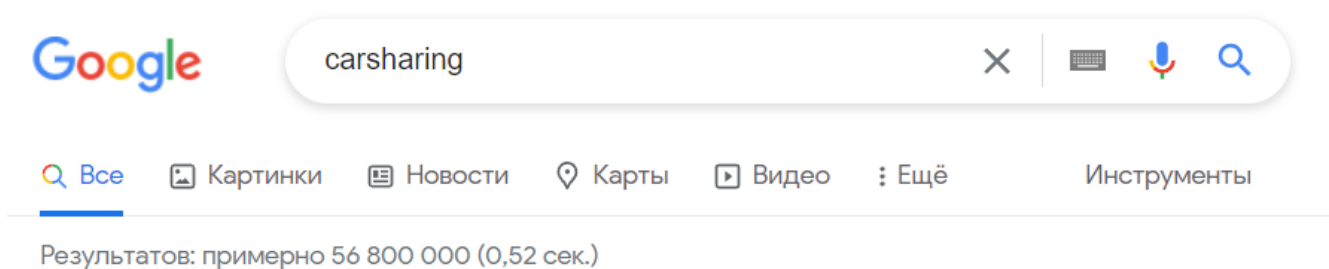 Google carsharing
Все Картинки Новости Карты Видео Ещё Инструменты
Результатов: примерно 56 800 000 (0,52 сек.)